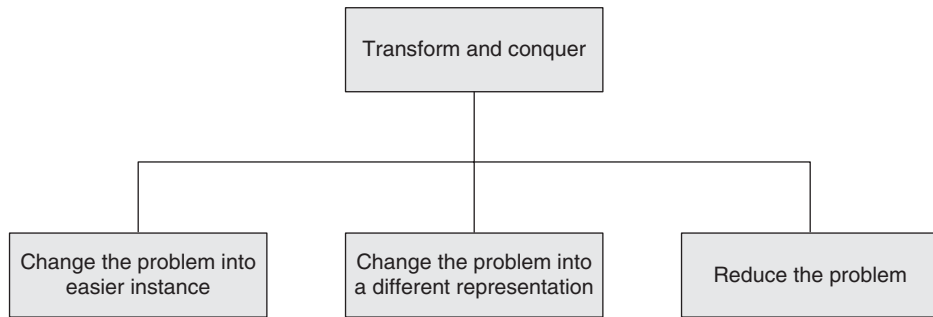 Transform and conquer
Change the problem into
easier instance
Change the problem into
a different representation
Reduce the problem